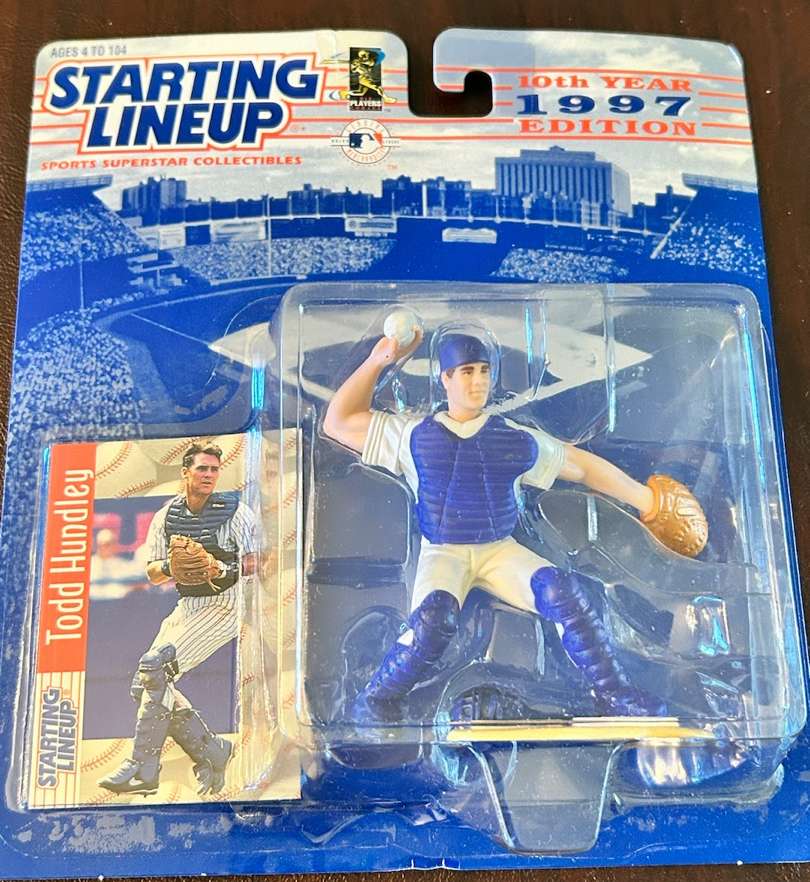 AGES 4 TO 104
STARTING
LINEUP
SPORTS SUPERSTAR COLLECTIBLES
PLAYERS
10th YEAR
1997
EDITION
Todd Hundley
STARTING
LINEUP